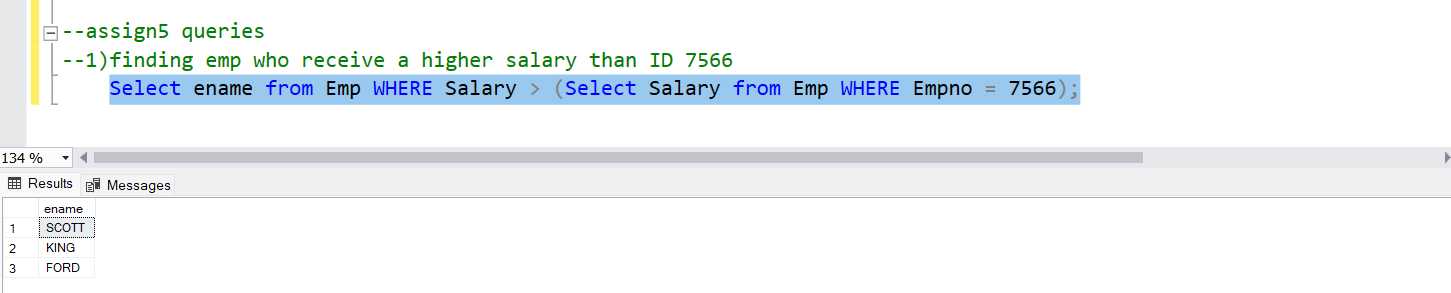 --assign5 queries
--1)finding emp who receive a higher salary than ID 7566
Select ename from Emp WHERE Salary > (Select Salary from Emp WHERE Empno = 7566);
134 %
Results Messages
ename
1 SCOTT
2 KING
3 FORD